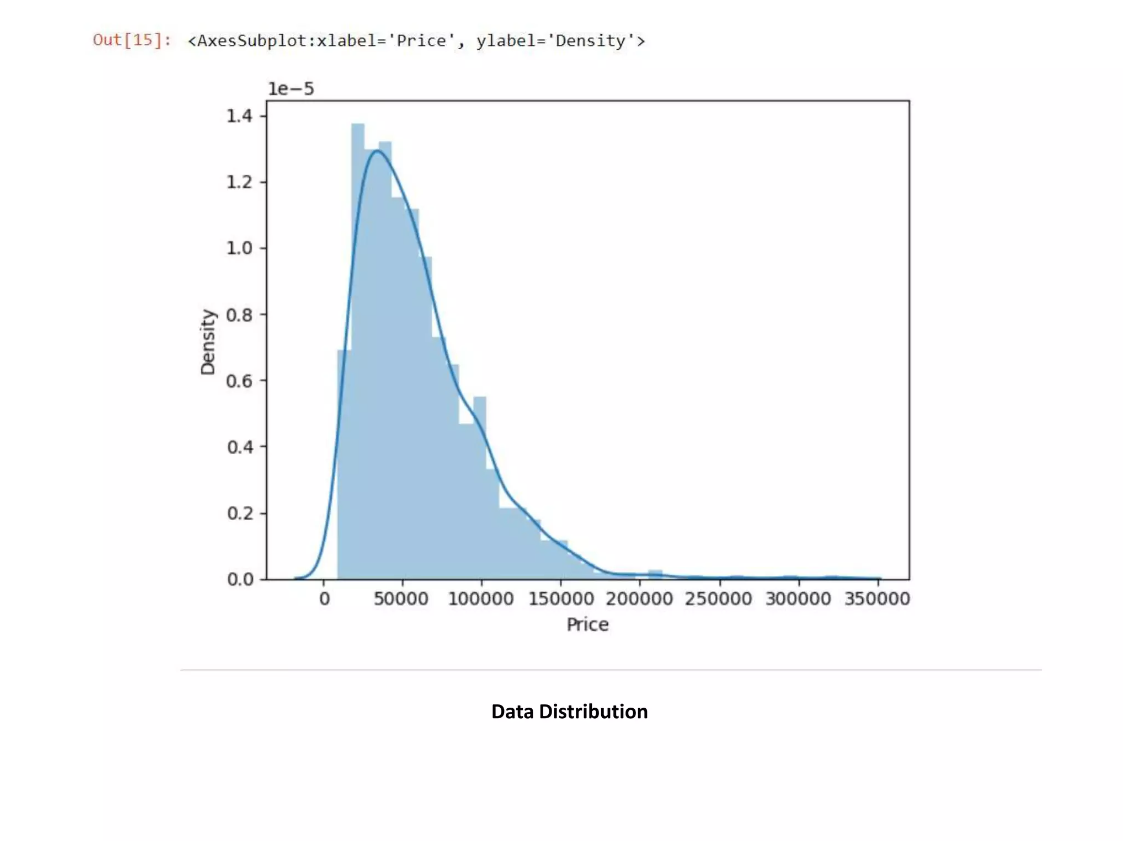 Out[15]: <AxesSubplot:xlabel='Price', ylabel='Density'>
1e−5
1.4
1.2
1.0
0.8
0.6
0.4
0.2
0.0
Density
0 50000 100000 150000 200000 250000 300000 350000
Price
Data Distribution